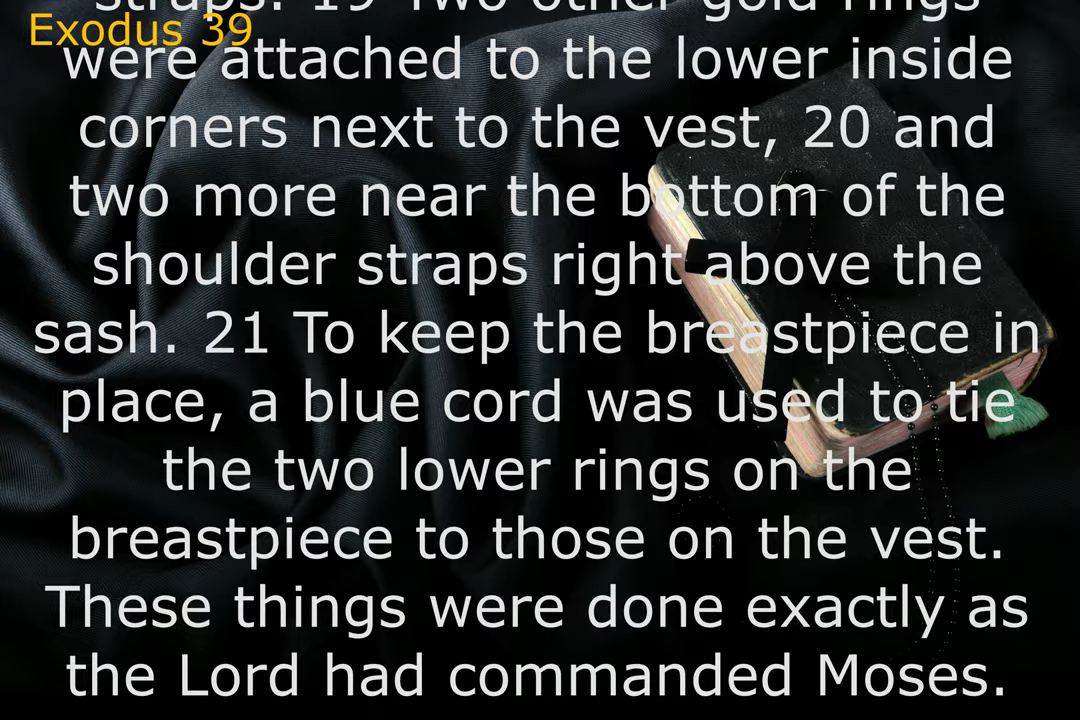 straps. 19 Two other gold rings
Exodus 39
were attached to the lower inside
corners next to the vest, 20 and
two more near the bottom of the
shoulder straps right above the
sash. 21 To keep the breastpiece in
place, a blue cord was used to tie
the two lower rings on the
breastpiece to those on the vest.
These things were done exactly as
the Lord had commanded Moses.